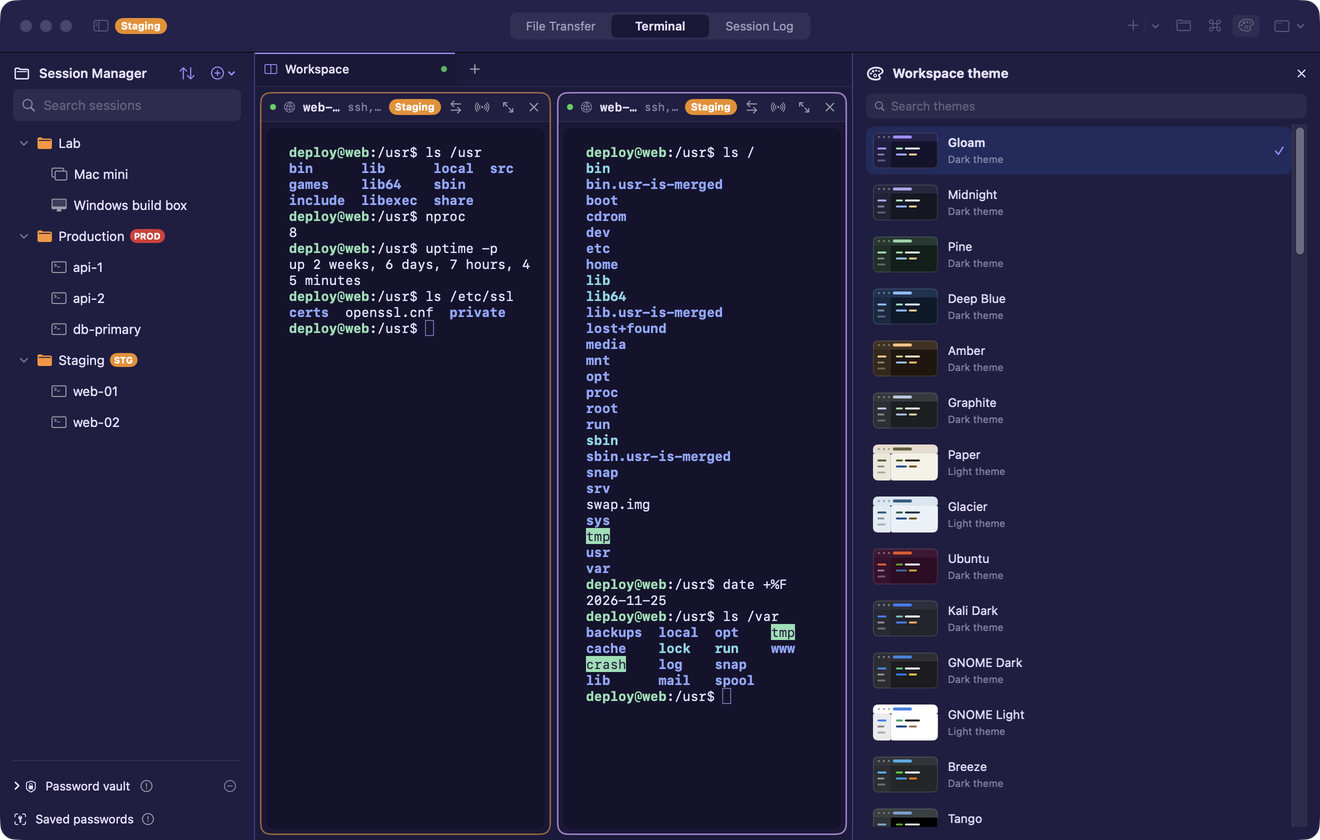 Staging
File Transfer Terminal Session Log
Session Manager
Search sessions
Lab
Mac mini
Windows build box
Production PROD
api-1
api-2
db-primary
Staging STG
web-01
web-02
Password vault
Saved passwords
Workspace
web-… ssh,… Staging
deploy@web:/usr$ ls /usr
bin lib local src
games lib64 sbin
include libexec share
deploy@web:/usr$ nproc
8
deploy@web:/usr$ uptime -p
up 2 weeks, 6 days, 7 hours, 4
5 minutes
deploy@web:/usr$ ls /etc/ssl
certs openssl.cnf private
deploy@web:/usr$
web-… ssh,… Staging
deploy@web:/usr$ ls /
bin
bin.usr-is-merged
boot
cdrom
dev
etc
home
lib
lib64
lib.usr-is-merged
lost+found
media
mnt
opt
proc
root
run
sbin
sbin.usr-is-merged
snap
srv
swap.img
sys
tmp
usr
var
deploy@web:/usr$ date +%F
2026-11-25
deploy@web:/usr$ ls /var
backups local opt tmp
cache lock run www
crash log snap
lib mail spool
deploy@web:/usr$
Workspace theme
Search themes
Gloam
Dark theme
Midnight
Dark theme
Pine
Dark theme
Deep Blue
Dark theme
Amber
Dark theme
Graphite
Dark theme
Paper
Light theme
Glacier
Light theme
Ubuntu
Dark theme
Kali Dark
Dark theme
GNOME Dark
Dark theme
GNOME Light
Light theme
Breeze
Dark theme
Tango